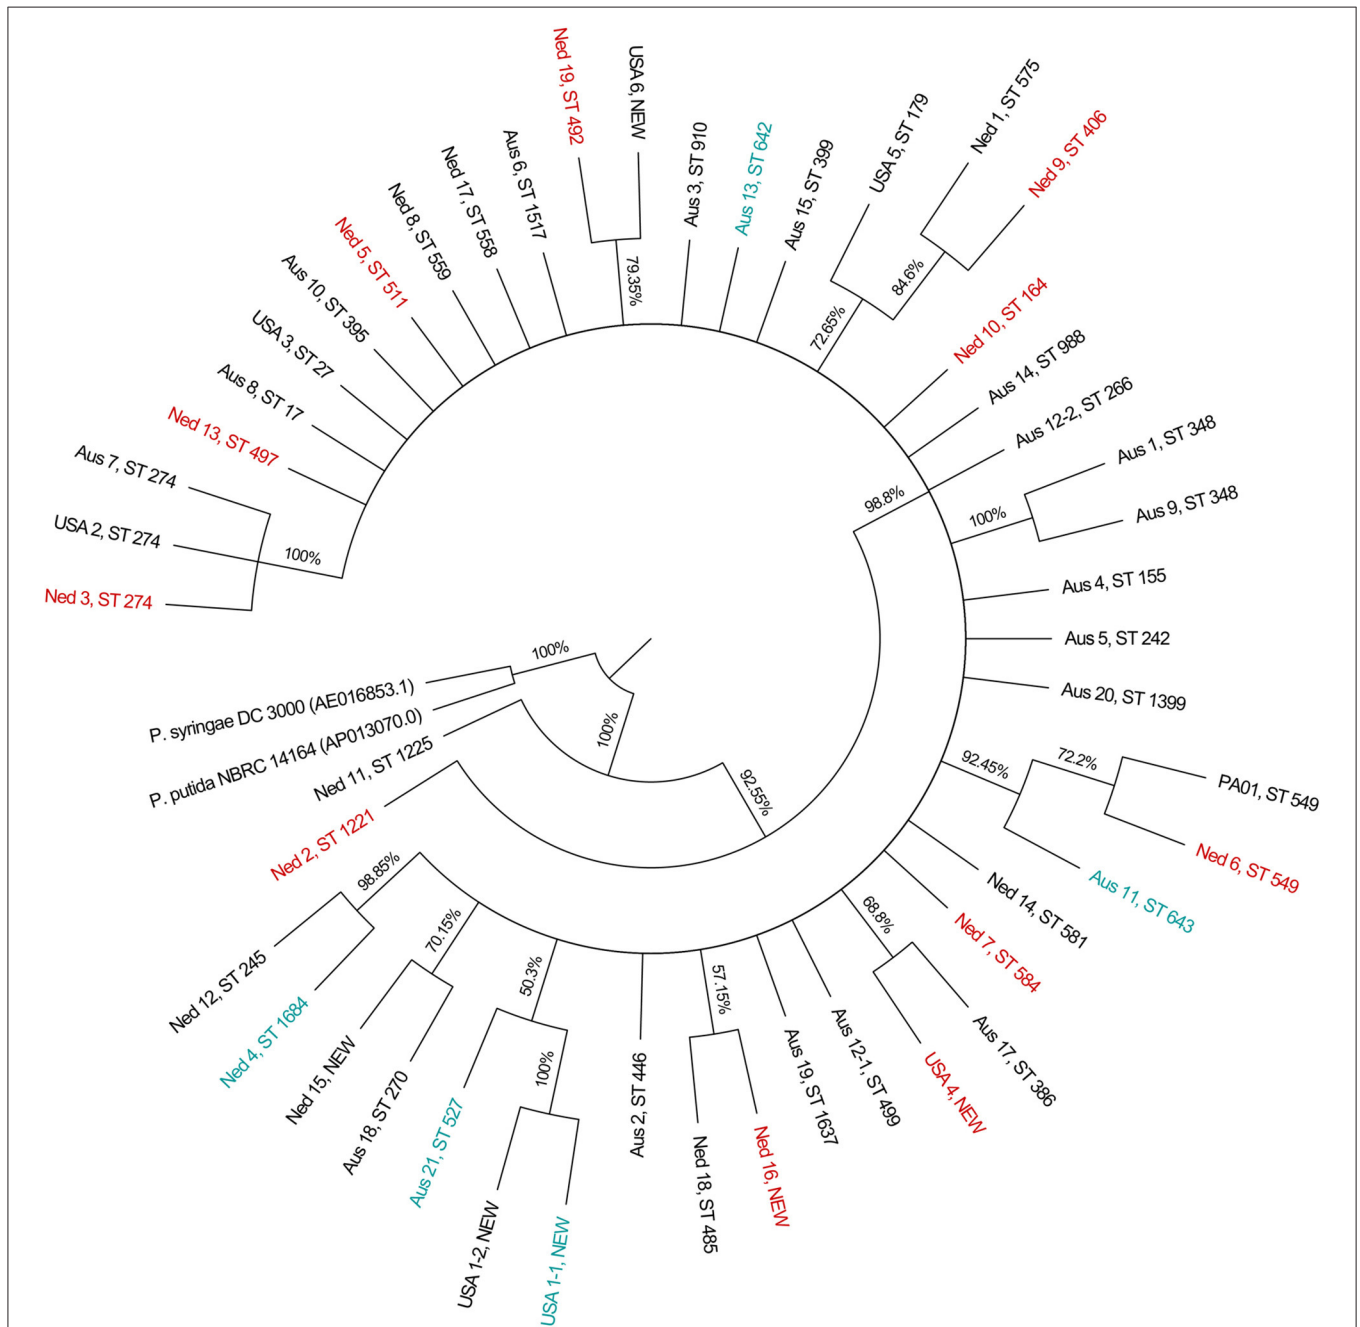 Ned 19, ST 492
USA 6, NEW
Aus 3, ST 910
Aus 13, ST 642
Aus 15, ST 399
USA 5, ST 179
Ned 1, ST 575
Ned 9, ST 406
Ned 10, ST 164
Aus 14, ST 988
Aus 12-2, ST 266
Aus 1, ST 348
Aus 9, ST 348
Aus 4, ST 155
Aus 5, ST 242
Aus 20, ST 1399
PA01, ST 549
Ned 6, ST 549
Aus 11, ST 643
Ned 14, ST 581
Ned 7, ST 584
Aus 17, ST 386
USA 4, NEW
Aus 12-1, ST 499
Aus 19, ST 1637
Ned 16, NEW
Ned 18, ST 485
Aus 2, ST 446
USA 1-1, NEW
USA 1-2, NEW
Aus 21, ST 527
Aus 18, ST 270
Ned 15, NEW
Ned 4, ST 1684
Ned 12, ST 245
Ned 2, ST 1221
Ned 11, ST 1225
P. putida NBRC 14164 (AP013070.0)
P. syringae DC 3000 (AE016853.1)
Ned 3, ST 274
USA 2, ST 274
Aus 7, ST 274
Ned 13, ST 497
Aus 8, ST 17
USA 3, ST 27
Aus 10, ST 395
Ned 5, ST 511
Ned 8, ST 559
Ned 17, ST 558
Aus 6, ST 1517
79.35%
72.65%
84.6%
98.8%
100%
92.45%
72.2%
68.8%
57.15%
50.3%
100%
70.15%
98.85%
92.55%
100%
100%
100%